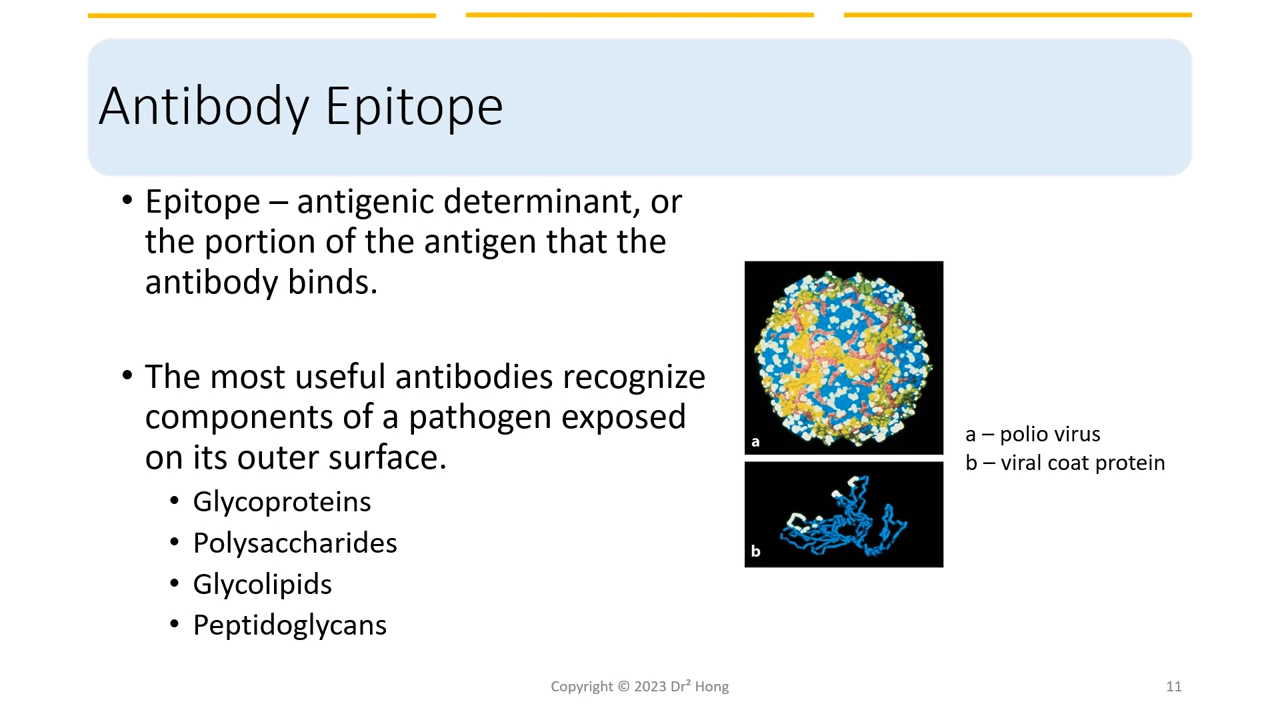 Antibody Epitope
• Epitope – antigenic determinant, or
the portion of the antigen that the
antibody binds.
• The most useful antibodies recognize
components of a pathogen exposed
on its outer surface.
• Glycoproteins
• Polysaccharides
• Glycolipids
• Peptidoglycans
a
b
a – polio virus
b – viral coat protein
Copyright © 2023 Dr² Hong
11